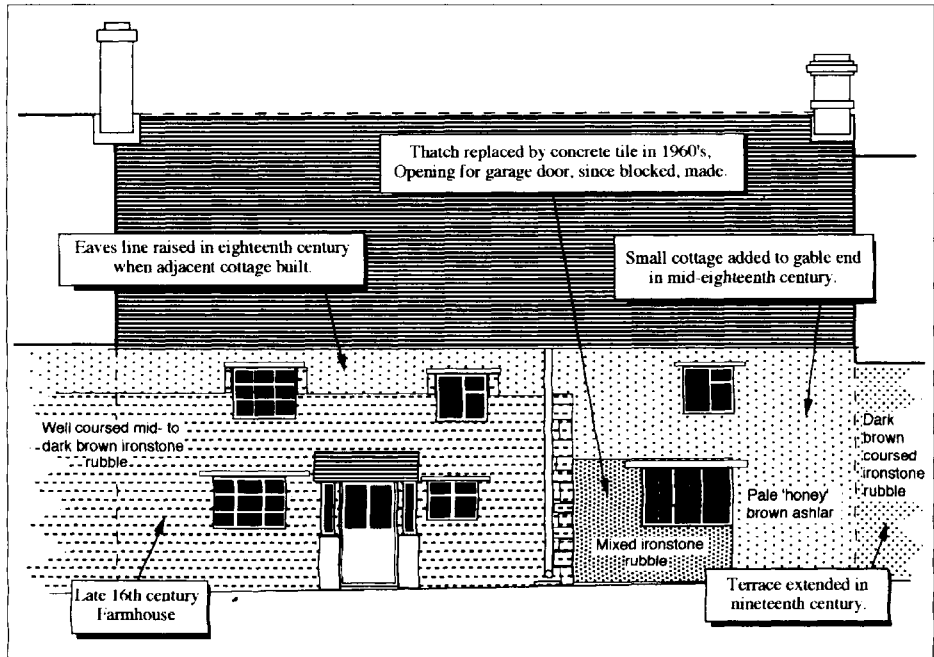 Thatch replaced by concrete tile in 1960's,
Opening for garage door, since blocked, made.
Eaves line raised in eighteenth century
when adjacent cottage built.
Small cottage added to gable end
in mid-eighteenth century.
Well coursed mid- to
dark brown ironstone
rubble
Dark
brown
coursed
ironstone
rubble
Pale 'honey'
brown ashlar
Mixed ironstone
rubble
Late 16th century
Farmhouse
Terrace extended in
nineteenth century.